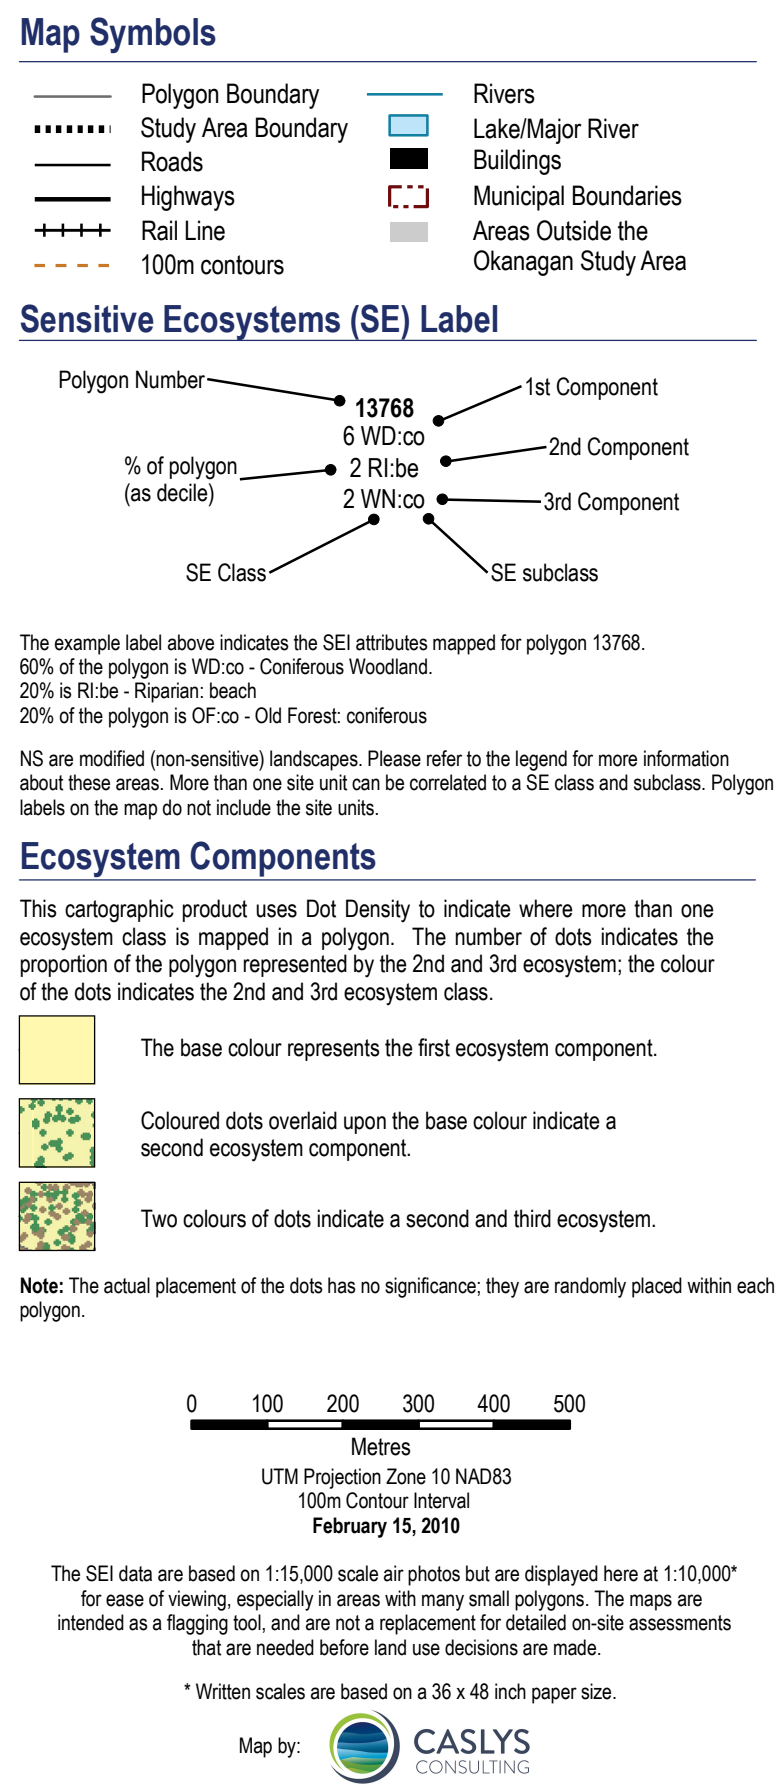 Map Symbols
Polygon Boundary
Study Area Boundary
Roads
Highways
Rail Line
100m contours
Rivers
Lake/Major River
Buildings
Municipal Boundaries
Areas Outside the
Okanagan Study Area
Sensitive Ecosystems (SE) Label
Polygon Number
13768
1st Component
6 WD:co
2nd Component
% of polygon
(as decile)
2 RI:be
2 WN:co
3rd Component
SE Class
SE subclass
The example label above indicates the SEI attributes mapped for polygon 13768.
60% of the polygon is WD:co - Coniferous Woodland.
20% is RI:be - Riparian: beach
20% of the polygon is OF:co - Old Forest: coniferous
NS are modified (non-sensitive) landscapes. Please refer to the legend for more information
about these areas. More than one site unit can be correlated to a SE class and subclass. Polygon
labels on the map do not include the site units.
Ecosystem Components
This cartographic product uses Dot Density to indicate where more than one
ecosystem class is mapped in a polygon. The number of dots indicates the
proportion of the polygon represented by the 2nd and 3rd ecosystem; the colour
of the dots indicates the 2nd and 3rd ecosystem class.
The base colour represents the first ecosystem component.
Coloured dots overlaid upon the base colour indicate a
second ecosystem component.
Two colours of dots indicate a second and third ecosystem.
Note: The actual placement of the dots has no significance; they are randomly placed within each
polygon.
0 100 200 300 400 500
Metres
UTM Projection Zone 10 NAD83
100m Contour Interval
February 15, 2010
The SEI data are based on 1:15,000 scale air photos but are displayed here at 1:10,000*
for ease of viewing, especially in areas with many small polygons. The maps are
intended as a flagging tool, and are not a replacement for detailed on-site assessments
that are needed before land use decisions are made.
* Written scales are based on a 36 x 48 inch paper size.
Map by:
CASLYS
CONSULTING